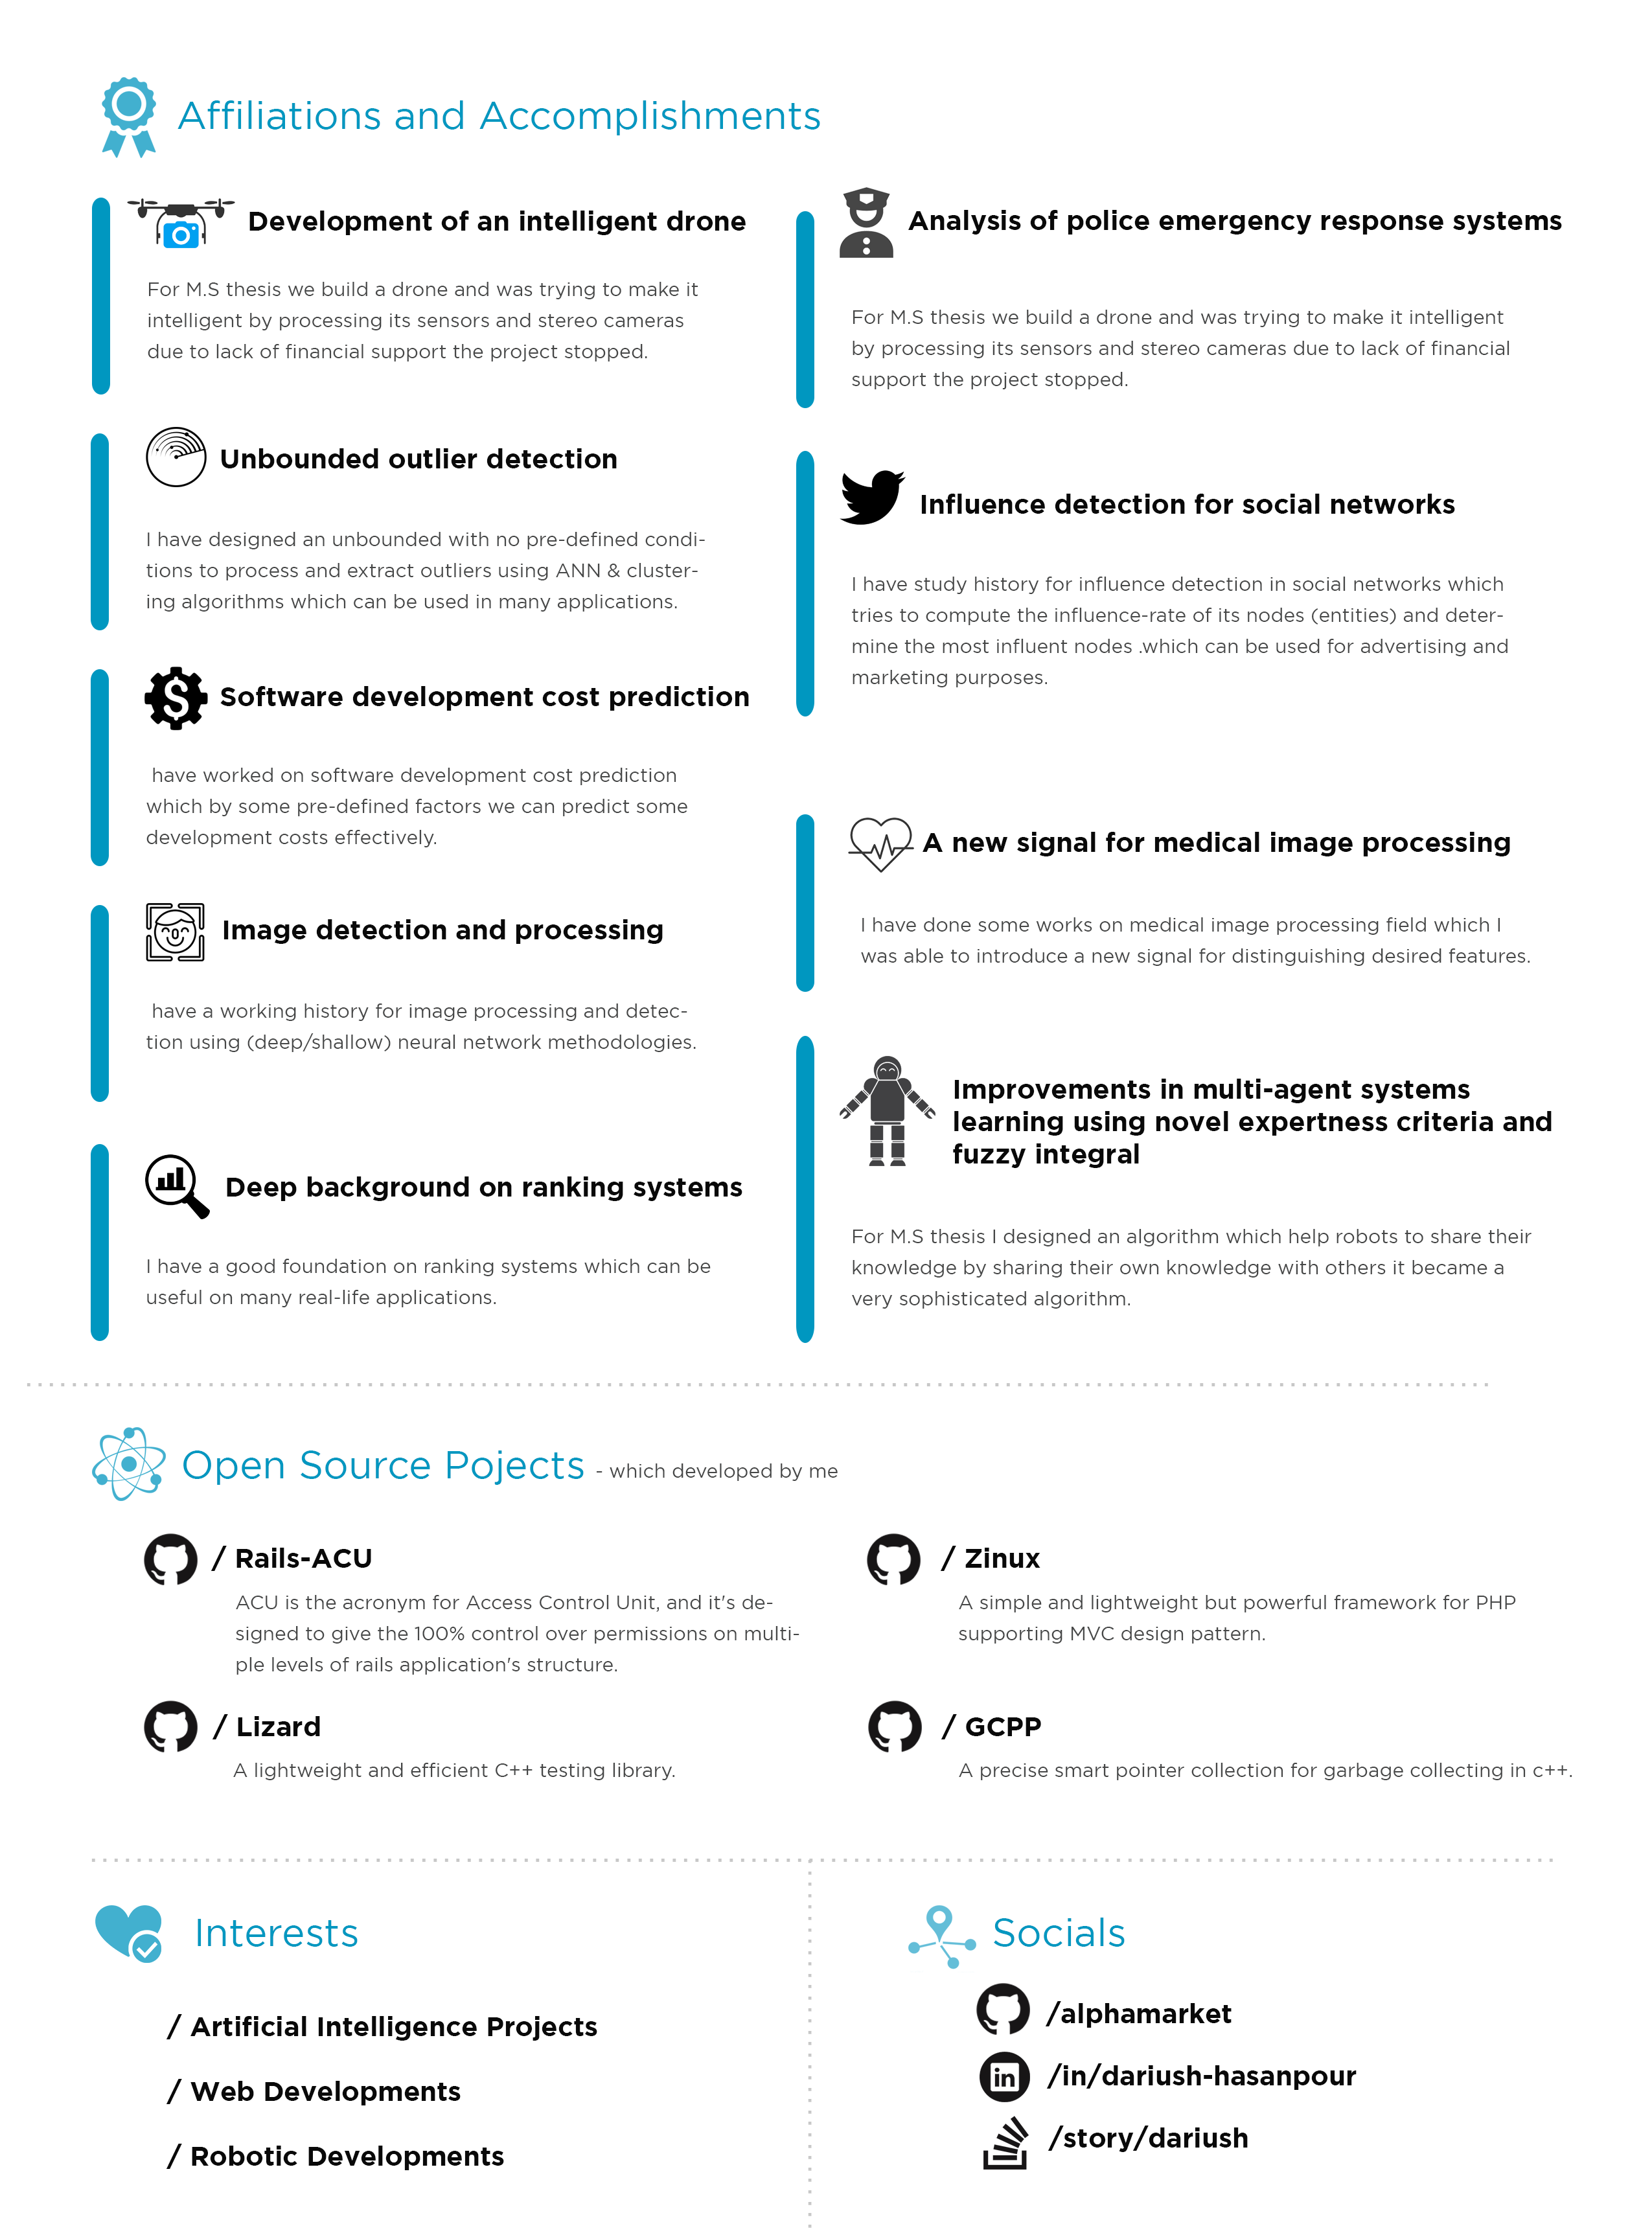 Affiliations and Accomplishments
Development of an intelligent drone
For M.S thesis we build a drone and was trying to make it
intelligent by processing its sensors and stereo cameras
due to lack of financial support the project stopped.
Unbounded outlier detection
I have designed an unbounded with no pre-defined condi-
tions to process and extract outliers using ANN & cluster-
ing algorithms which can be used in many applications.
Software development cost prediction
have worked on software development cost prediction
which by some pre-defined factors we can predict some
development costs effectively.
Image detection and processing
have a working history for image processing and detec-
tion using (deep/shallow) neural network methodologies.
Deep background on ranking systems
I have a good foundation on ranking systems which can be
useful on many real-life applications.
Analysis of police emergency response systems
For M.S thesis we build a drone and was trying to make it intelligent
by processing its sensors and stereo cameras due to lack of financial
support the project stopped.
Influence detection for social networks
I have study history for influence detection in social networks which
tries to compute the influence-rate of its nodes (entities) and deter-
mine the most influent nodes .which can be used for advertising and
marketing purposes.
A new signal for medical image processing
I have done some works on medical image processing field which I
was able to introduce a new signal for distinguishing desired features.
Improvements in multi-agent systems
learning using novel expertness criteria and
fuzzy integral
For M.S thesis I designed an algorithm which help robots to share their
knowledge by sharing their own knowledge with others it became a
very sophisticated algorithm.
Open Source Pojects - which developed by me
/ Rails-ACU
ACU is the acronym for Access Control Unit, and it's de-
signed to give the 100% control over permissions on multi-
ple levels of rails application's structure.
/ Zinux
A simple and lightweight but powerful framework for PHP
supporting MVC design pattern.
/ Lizard
A lightweight and efficient C++ testing library.
/ GCPP
A precise smart pointer collection for garbage collecting in c++.
Interests
/ Artificial Intelligence Projects
/ Web Developments
/ Robotic Developments
Socials
/alphamarket
in /in/dariush-hasanpour
/story/dariush